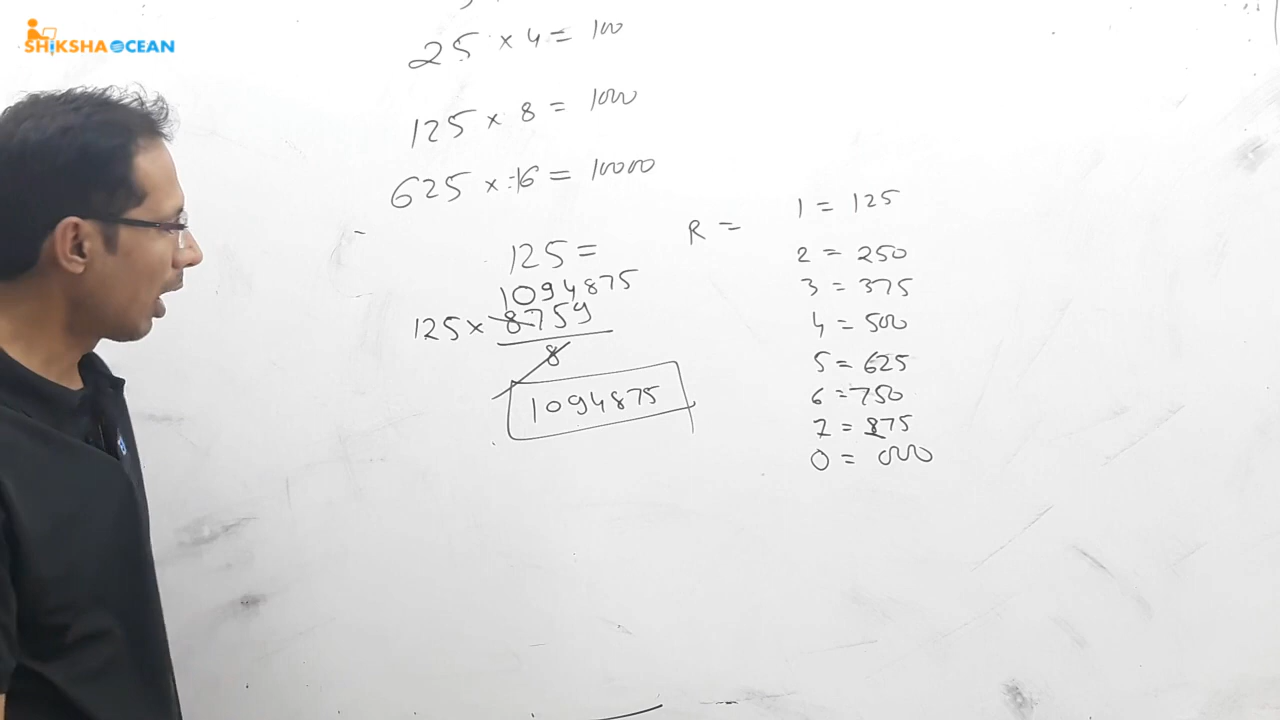 SHIKSHA OCEAN
25 × 4 = 100
125 × 8 = 1000
625 × 16 = 10000
125 =
1094875
125 × 8759
8
1094875
R =
1 = 125
2 = 250
3 = 375
4 = 500
5 = 625
6 = 750
7 = 875
0 = 000